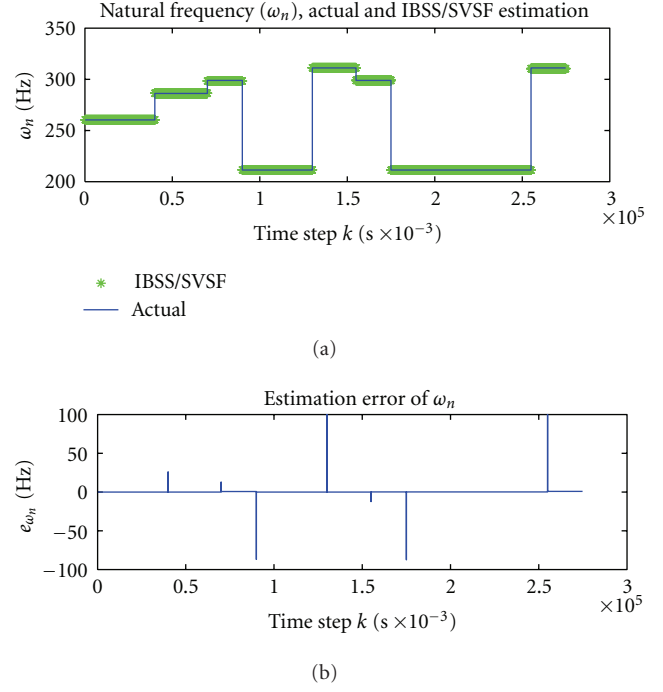 Natural frequency (ωn), actual and IBSS/SVSF estimation
350
300
250
200
ωn (Hz)
0 0.5 1 1.5 2 2.5 3
×10^5
Time step k (s ×10^−3)
IBSS/SVSF
Actual
(a)
Estimation error of ωn
100
50
0
−50
−100
eωn (Hz)
0 0.5 1 1.5 2 2.5 3
×10^5
Time step k (s ×10^−3)
(b)